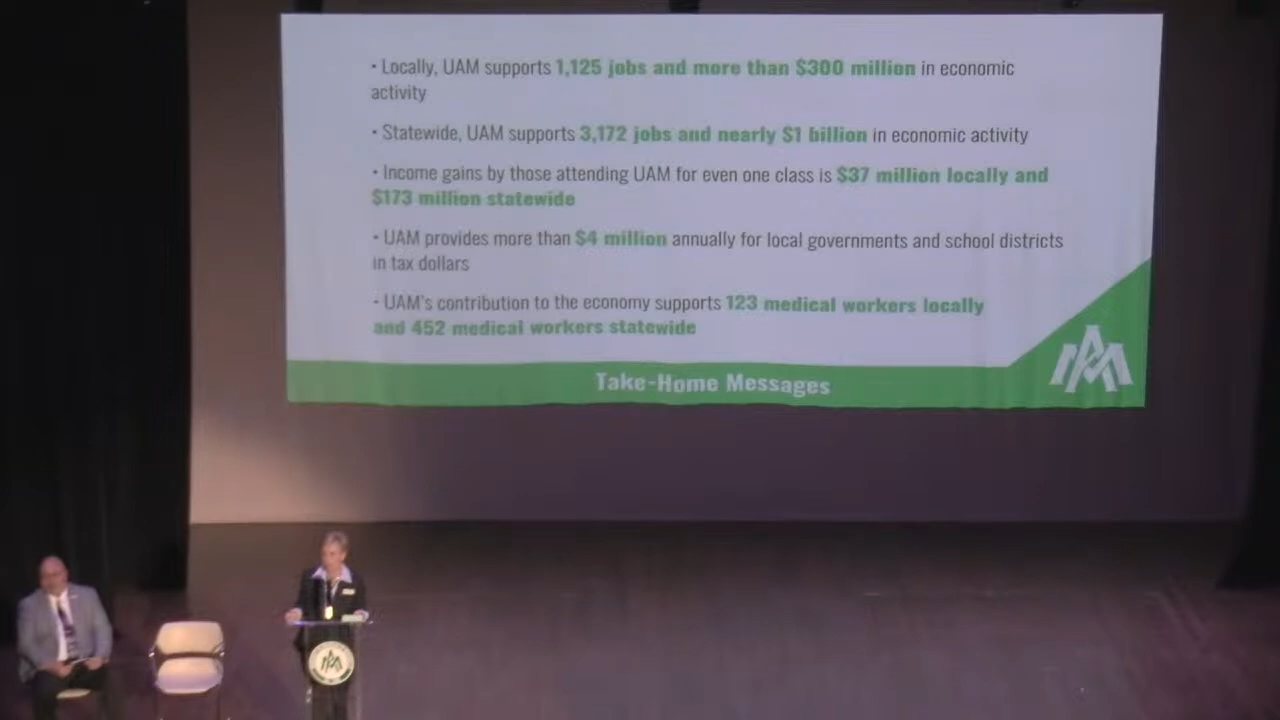 • Locally, UAM supports 1,125 jobs and more than $300 million in economic
activity
• Statewide, UAM supports 3,172 jobs and nearly $1 billion in economic activity
• Income gains by those attending UAM for even one class is $37 million locally and
$173 million statewide
• UAM provides more than $4 million annually for local governments and school districts
in tax dollars
• UAM's contribution to the economy supports 123 medical workers locally
and 452 medical workers statewide
Take-Home Messages